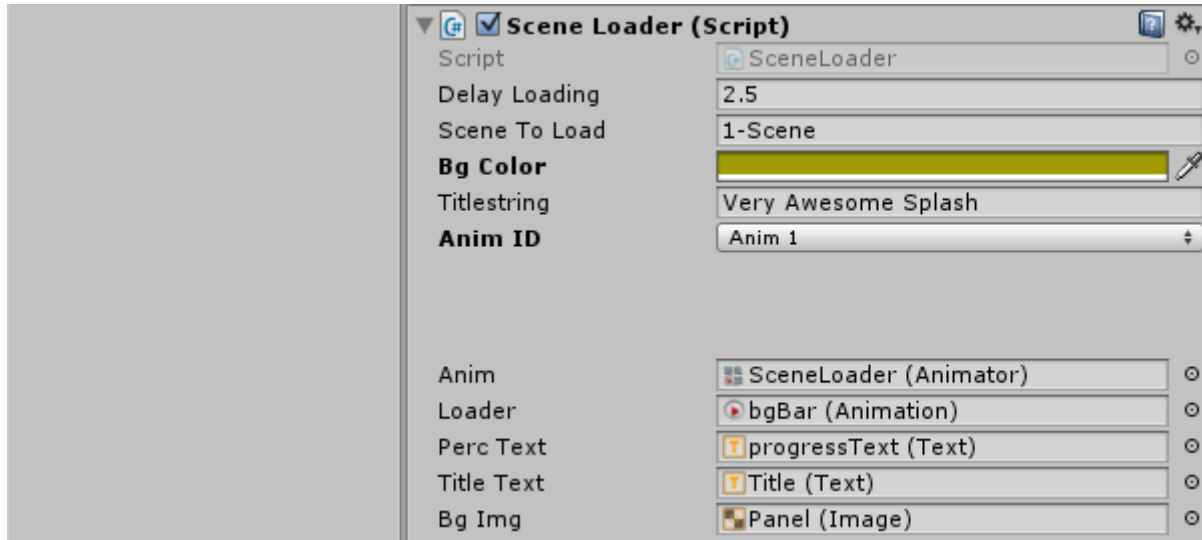 Scene Loader (Script)
Script SceneLoader
Delay Loading 2.5
Scene To Load 1-Scene
Bg Color
Titlestring Very Awesome Splash
Anim ID Anim 1
Anim SceneLoader (Animator)
Loader bgBar (Animation)
Perc Text progressText (Text)
Title Text Title (Text)
Bg Img Panel (Image)